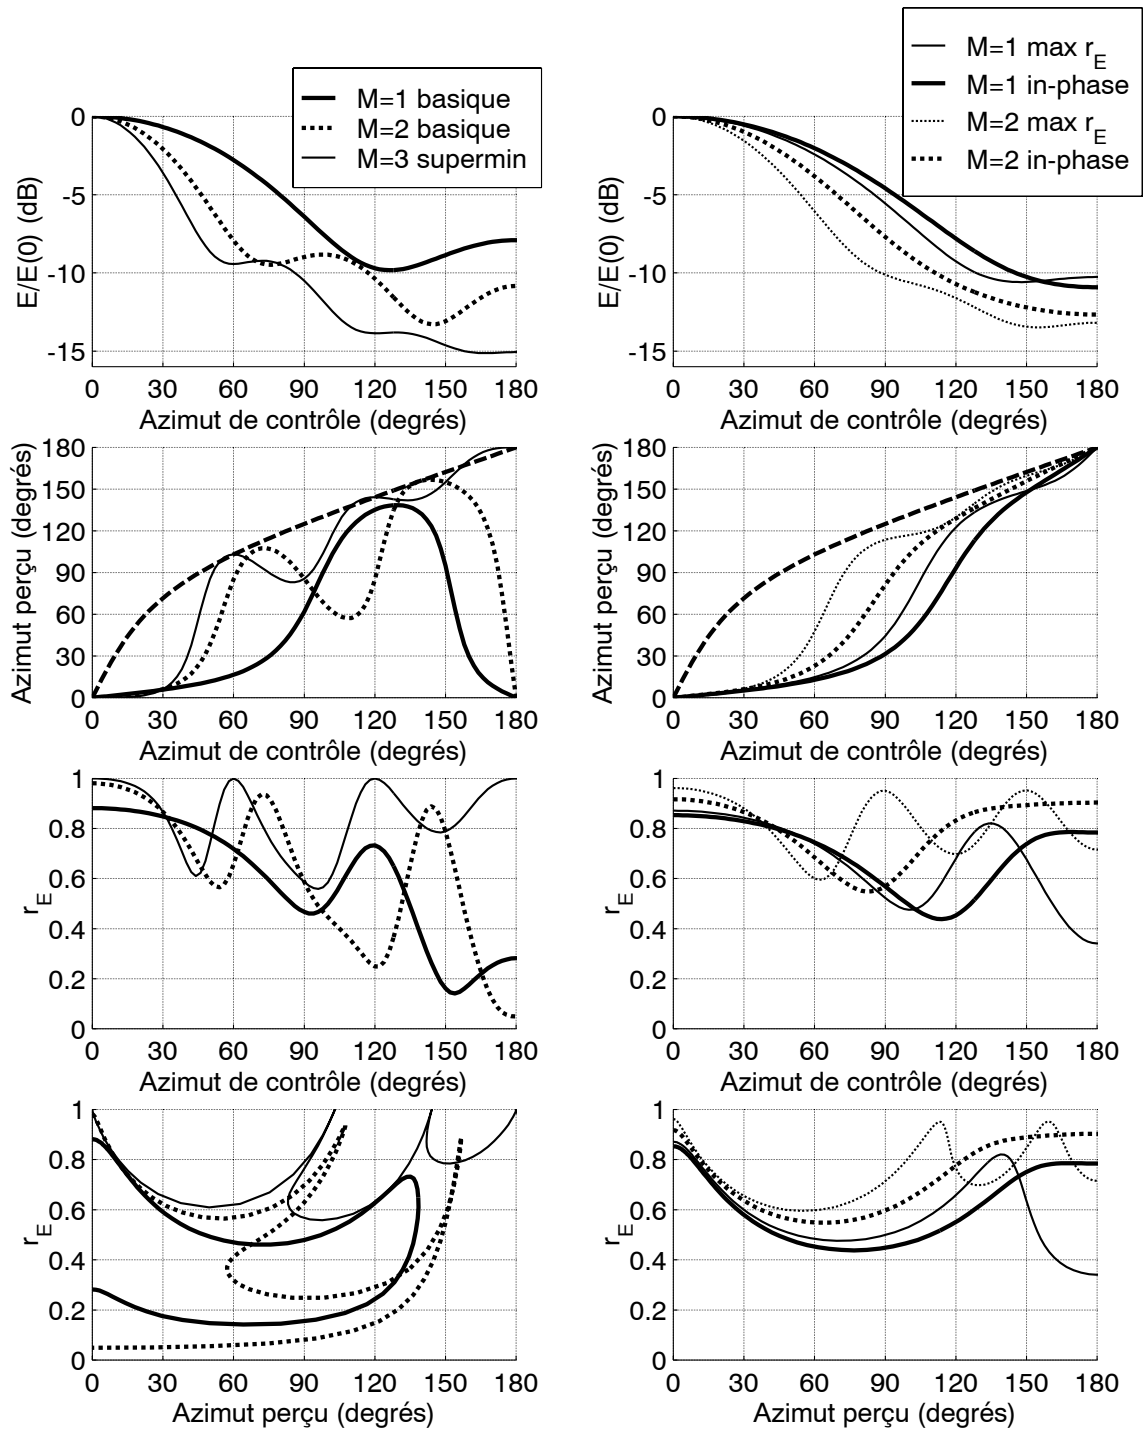 M=1 basique
M=2 basique
M=3 supermin
0
-5
-10
-15
E/E(0) (dB)
0 30 60 90 120 150 180
Azimut de contrôle (degrés)
M=1 max rE
M=1 in-phase
M=2 max rE
M=2 in-phase
0
-5
-10
-15
E/E(0) (dB)
0 30 60 90 120 150 180
Azimut de contrôle (degrés)
180
150
120
90
60
30
0
Azimut perçu (degrés)
0 30 60 90 120 150 180
Azimut de contrôle (degrés)
180
150
120
90
60
30
0
Azimut perçu (degrés)
0 30 60 90 120 150 180
Azimut de contrôle (degrés)
1
0.8
0.6
0.4
0.2
0
rE
0 30 60 90 120 150 180
Azimut de contrôle (degrés)
1
0.8
0.6
0.4
0.2
0
rE
0 30 60 90 120 150 180
Azimut de contrôle (degrés)
1
0.8
0.6
0.4
0.2
0
rE
0 30 60 90 120 150 180
Azimut perçu (degrés)
1
0.8
0.6
0.4
0.2
0
rE
0 30 60 90 120 150 180
Azimut perçu (degrés)